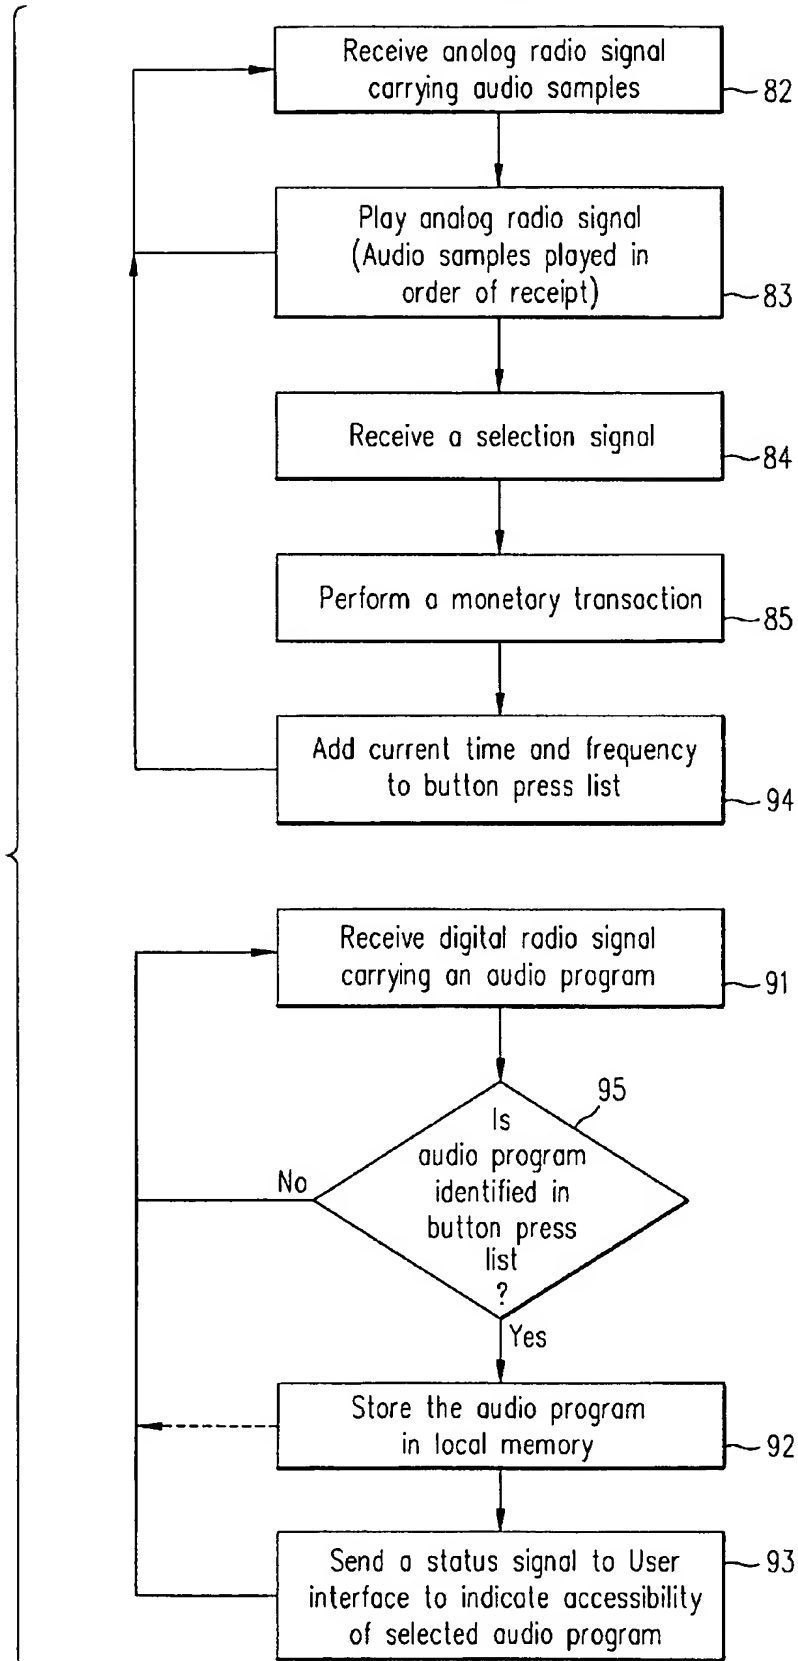 Receive analog radio signal
carrying audio samples
82
Play analog radio signal
(Audio samples played in
order of receipt)
83
Receive a selection signal
84
Perform a monetary transaction
85
Add current time and frequency
to button press list
94
Receive digital radio signal
carrying an audio program
91
95
Is
audio program
identified in
button press
list
?
No
Yes
Store the audio program
in local memory
92
Send a status signal to User
interface to indicate accessibility
of selected audio program
93